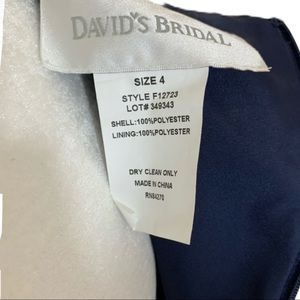 DAVID'S BRIDAL
SIZE 4
STYLE F12723
LOT# 349343
SHELL:100%POLYESTER
LINING:100%POLYESTER
DRY CLEAN ONLY
MADE IN CHINA
RN84270